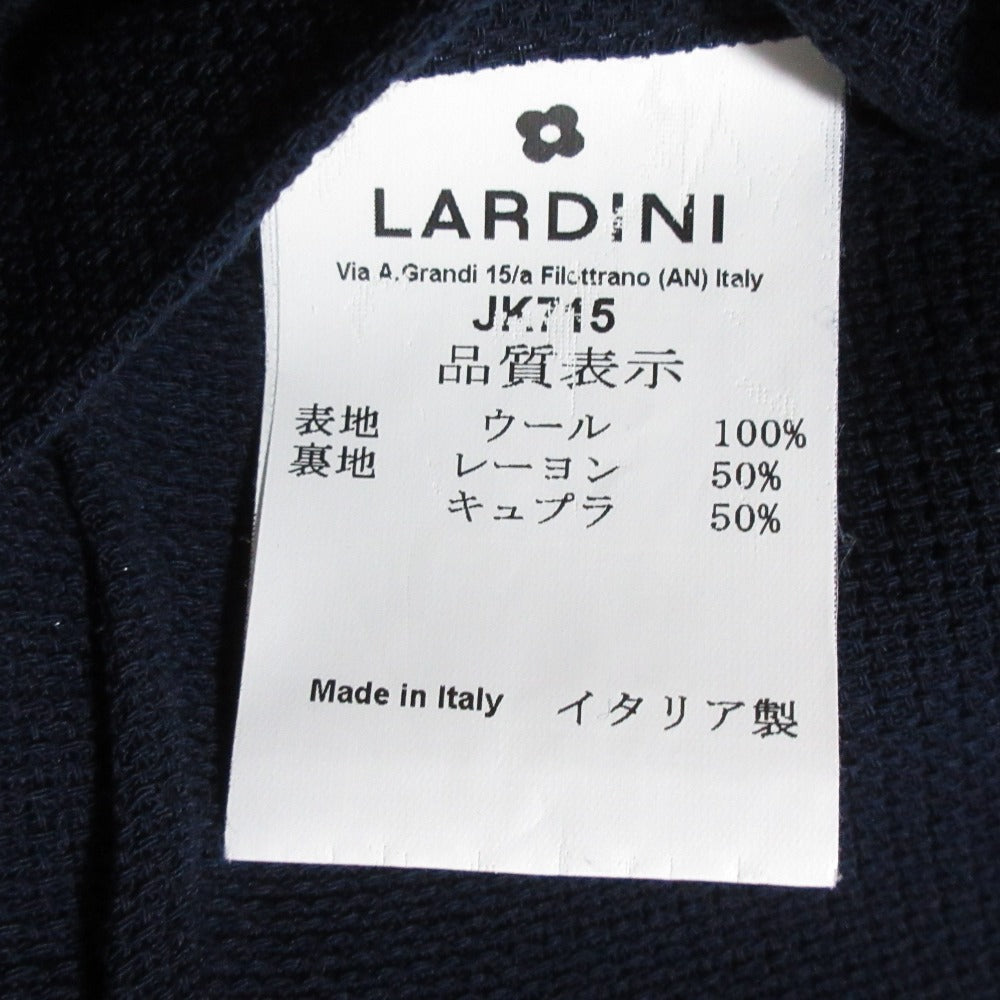 LARDINI
Via A.Grandi 15/a Filottrano (AN) Italy
JK715
品質表示
表地 ウール 100%
裏地 レーヨン 50%
キュプラ 50%
Made in Italy イタリア製